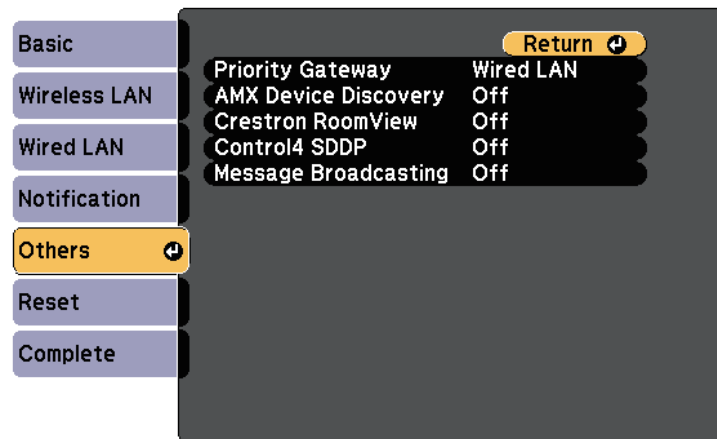 Basic
Wireless LAN
Wired LAN
Notification
Others
Reset
Complete
Return
Priority Gateway Wired LAN
AMX Device Discovery Off
Crestron RoomView Off
Control4 SDDP Off
Message Broadcasting Off